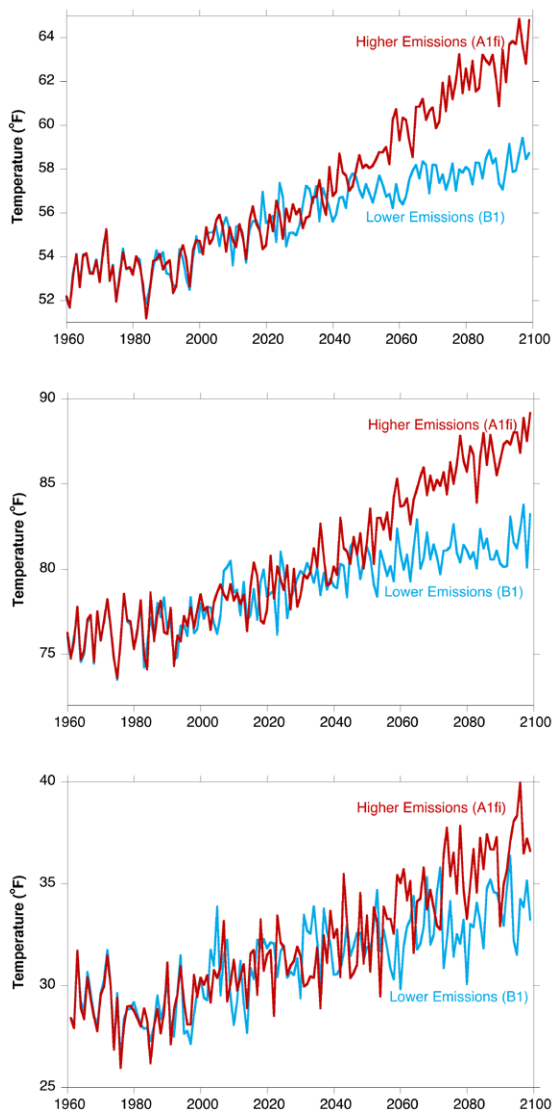 64
62
60
58
56
54
52
Temperature (°F)
Higher Emissions (A1fi)
Lower Emissions (B1)
1960 1980 2000 2020 2040 2060 2080 2100
90
85
80
75
Temperature (°F)
Higher Emissions (A1fi)
Lower Emissions (B1)
1960 1980 2000 2020 2040 2060 2080 2100
40
35
30
25
Temperature (°F)
Higher Emissions (A1fi)
Lower Emissions (B1)
1960 1980 2000 2020 2040 2060 2080 2100